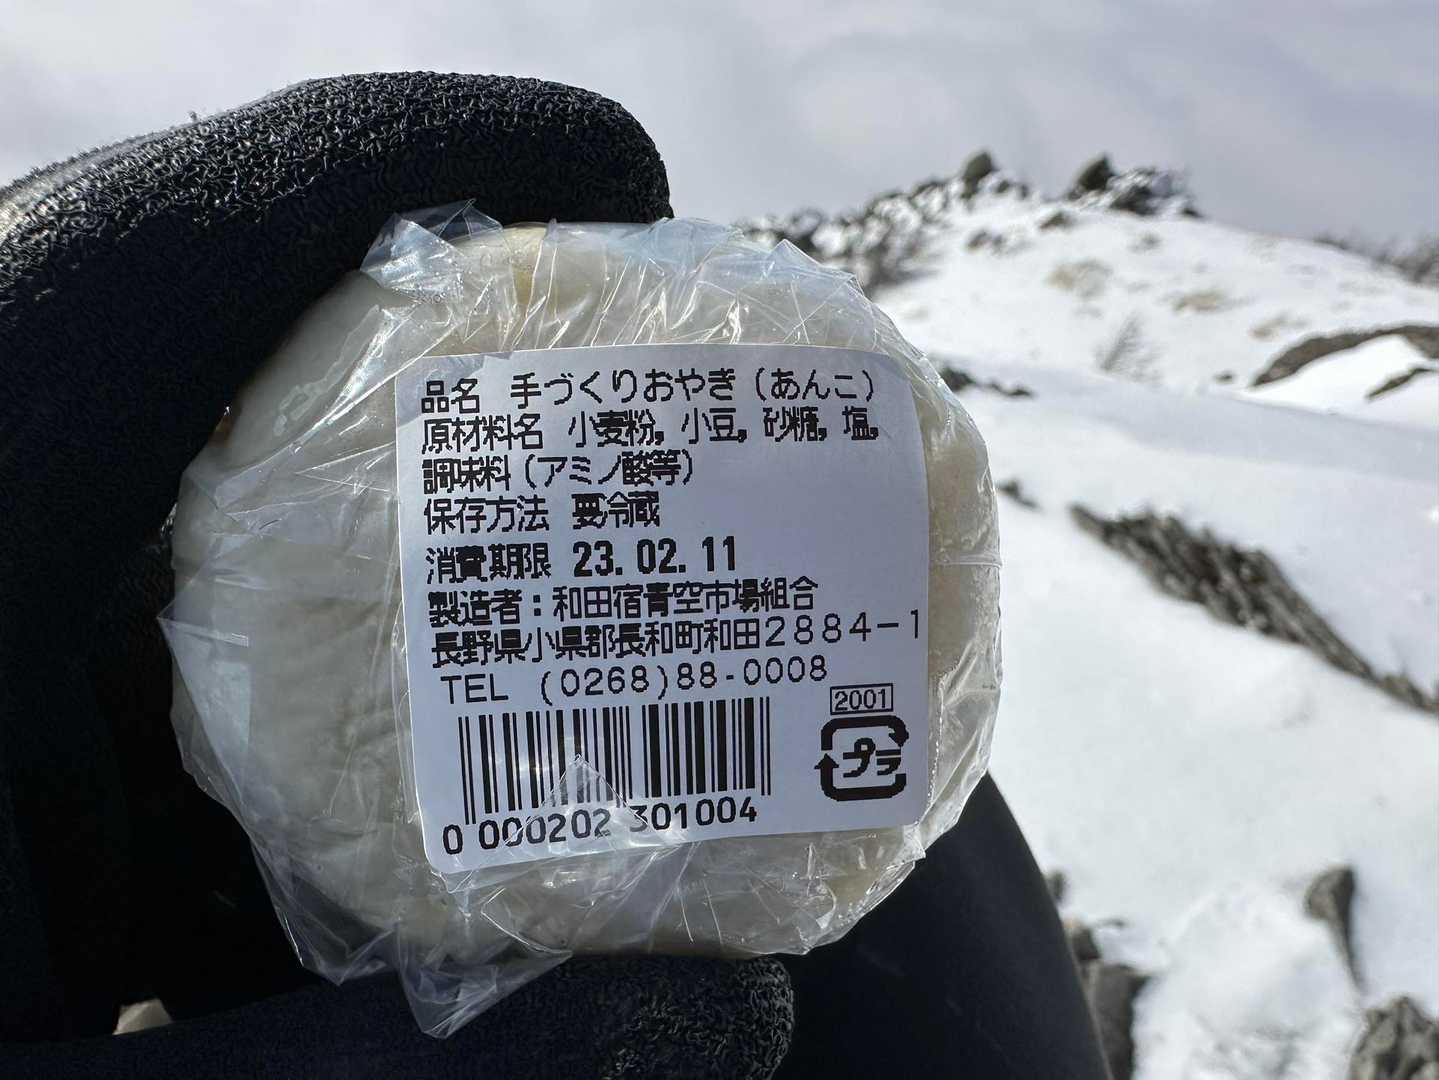 品名　手づくりおやぎ（あんこ）
原材料名　小麦粉，小豆，砂糖，塩，
調味料（アミノ酸等）
保存方法　要冷蔵
消費期限 23.02.11
製造者：和田宿青空市場組合
長野県小県郡長和町和田２８８４−１
TEL (0268)88-0008
2001
プラ
0 000202 301004